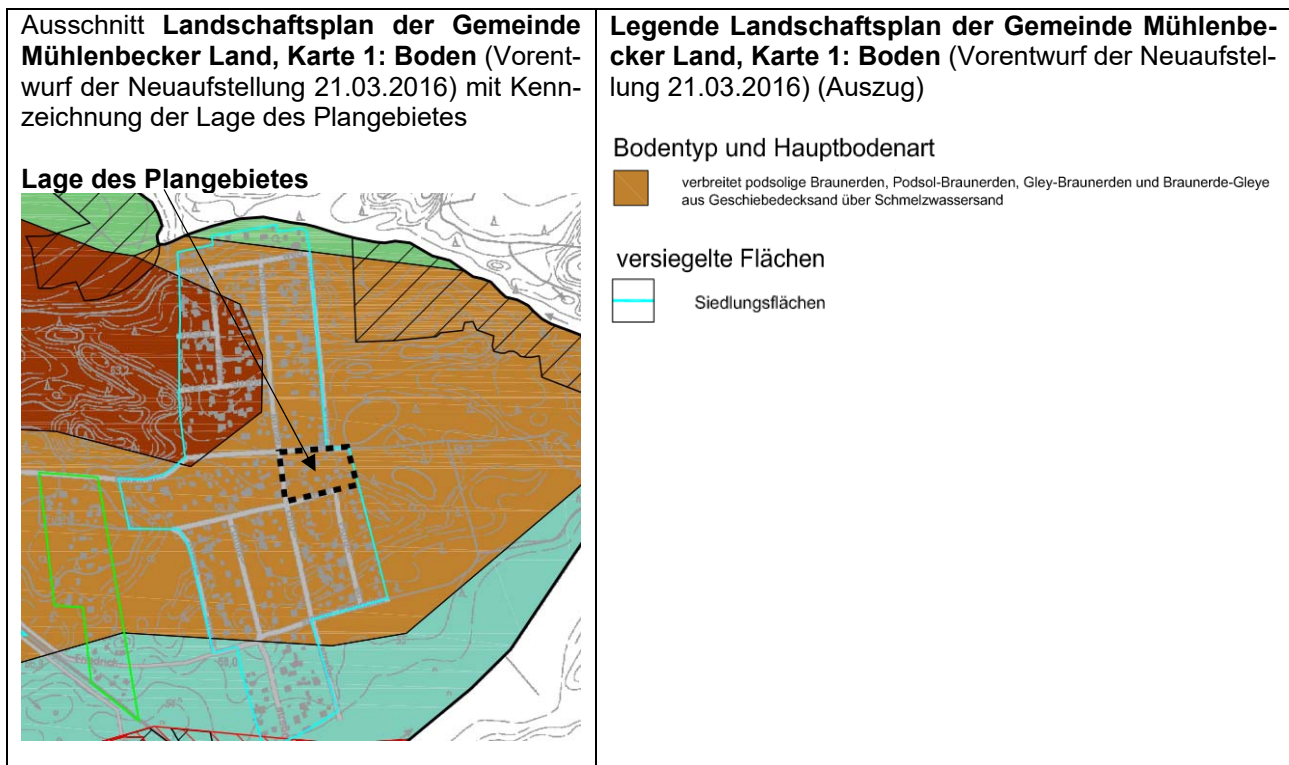 Ausschnitt Landschaftsplan der Gemeinde
Mühlenbecker Land, Karte 1: Boden (Vorent-
wurf der Neuaufstellung 21.03.2016) mit Kenn-
zeichnung der Lage des Plangebietes
Lage des Plangebietes
Friedrich
58,0
Legende Landschaftsplan der Gemeinde Mühlenbe-
cker Land, Karte 1: Boden (Vorentwurf der Neuaufstel-
lung 21.03.2016) (Auszug)
Bodentyp und Hauptbodenart
verbreitet podsolige Braunerden, Podsol-Braunerden, Gley-Braunerden und Braunerde-Gleye
aus Geschiebedecksand über Schmelzwassersand
versiegelte Flächen
Siedlungsflächen